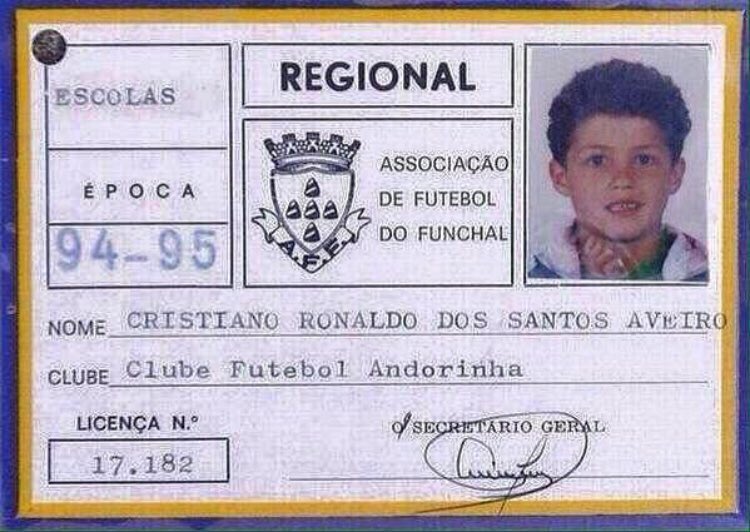 ESCOLAS
ÉPOCA
94-95
REGIONAL
A.F.F.
ASSOCIAÇÃO
DE FUTEBOL
DO FUNCHAL
NOME CRISTIANO RONALDO DOS SANTOS AVEIRO
CLUBE Clube Futebol Andorinha
LICENÇA N.º
17.182
O SECRETÁRIO GERAL